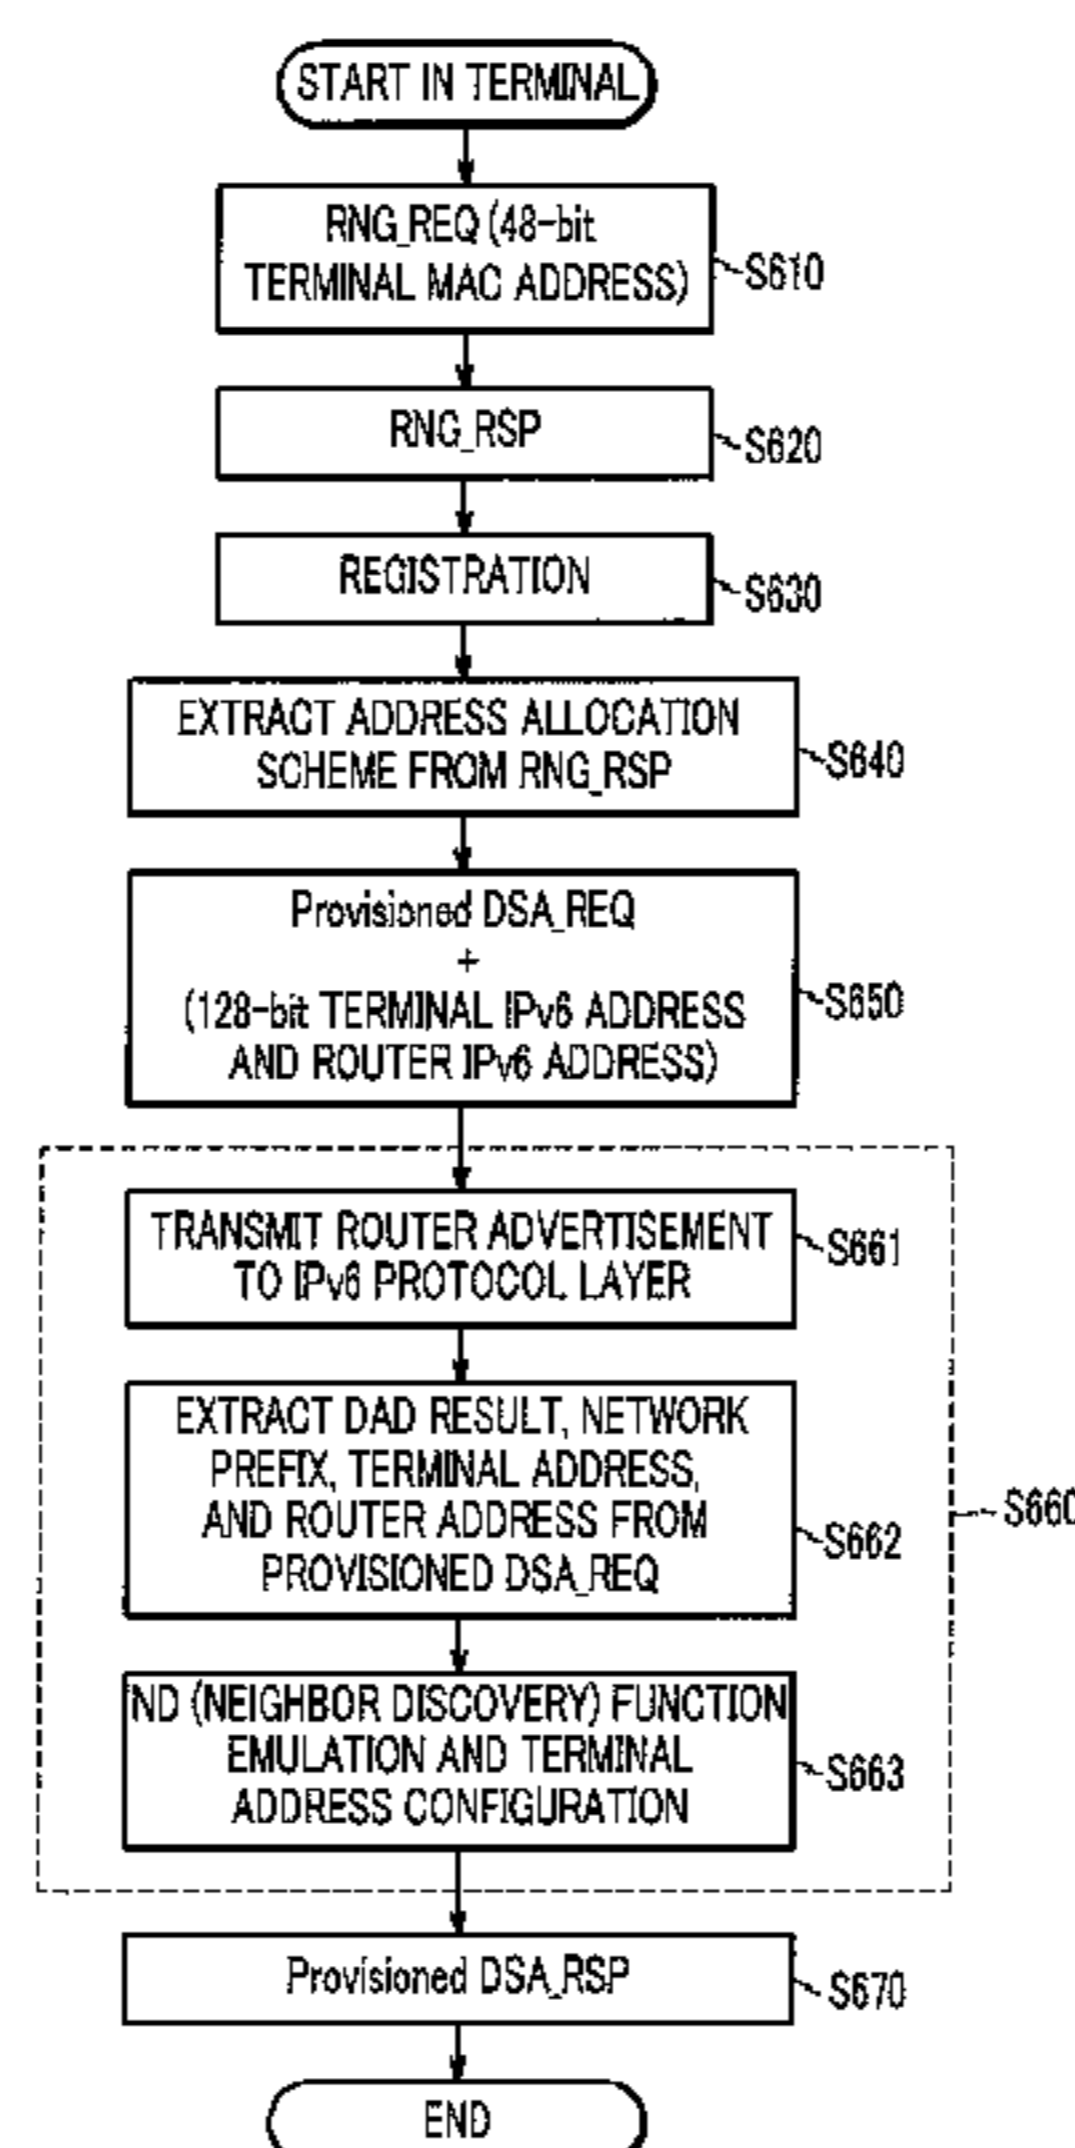 START IN TERMINAL
RNG_REQ (48-bit
TERMINAL MAC ADDRESS)
S610
RNG_RSP
S620
REGISTRATION
S630
EXTRACT ADDRESS ALLOCATION
SCHEME FROM RNG_RSP
S640
Provisioned DSA_REQ
+
(128-bit TERMINAL IPv6 ADDRESS
AND ROUTER IPv6 ADDRESS)
S650
TRANSMIT ROUTER ADVERTISEMENT
TO IPv6 PROTOCOL LAYER
S661
EXTRACT DAD RESULT, NETWORK
PREFIX, TERMINAL ADDRESS,
AND ROUTER ADDRESS FROM
PROVISIONED DSA_REQ
S662
S660
ND (NEIGHBOR DISCOVERY) FUNCTION
EMULATION AND TERMINAL
ADDRESS CONFIGURATION
S663
Provisioned DSA_RSP
S670
END